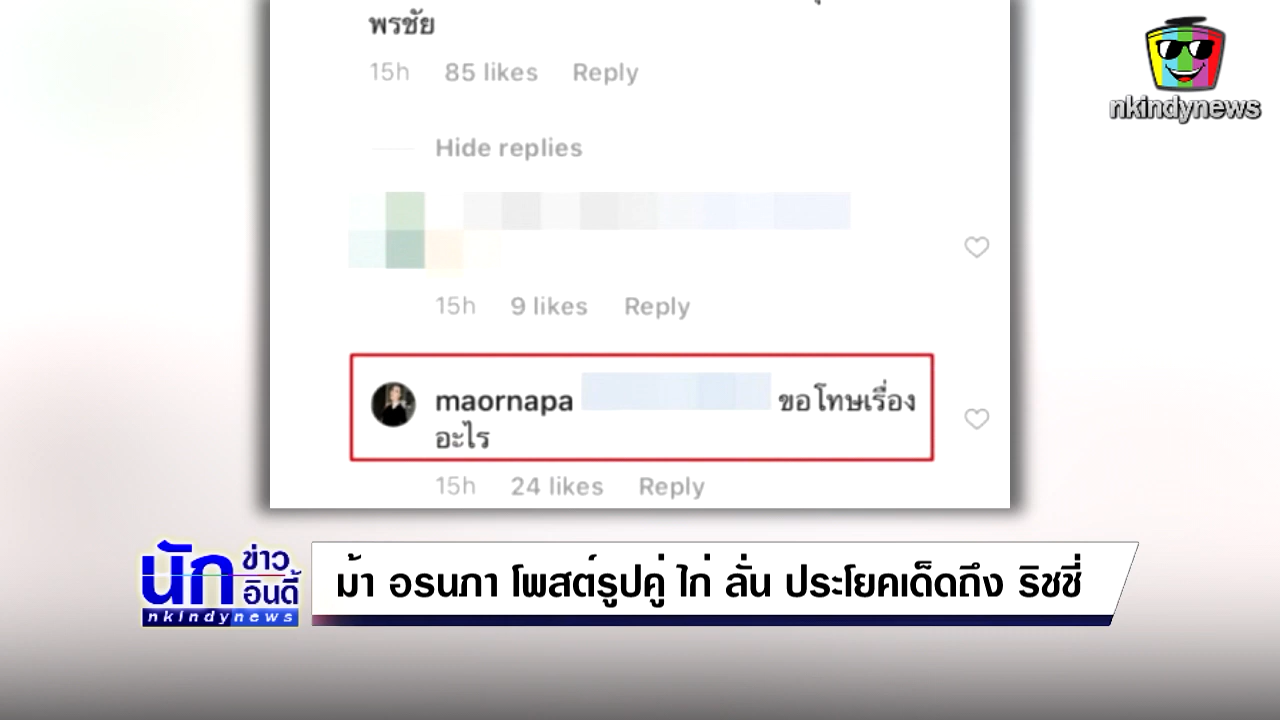 พรชัย
15h 85 likes Reply
Hide replies
15h 9 likes Reply
maornapa ขอโทษเรื่อง
อะไร
15h 24 likes Reply
nkindynews
นักข่าวอินดี้
nkindynews
ม้า อรนภา โพสต์รูปคู่ ไก่ ลั่น ประโยคเด็ดถึง ริชชี่